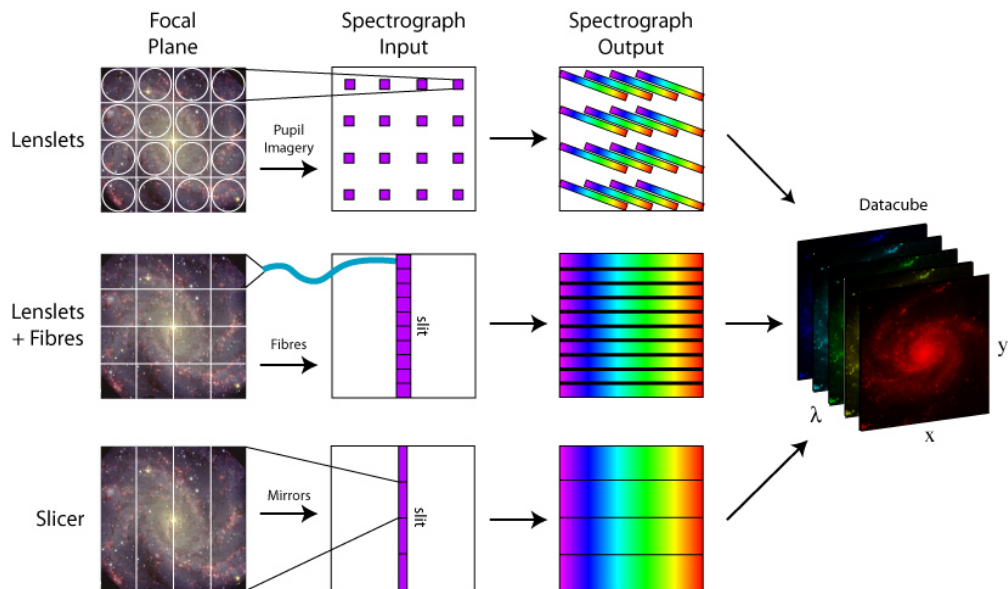 Focal
Plane
Spectrograph
Input
Spectrograph
Output
Lenslets
Pupil
Imagery
Datacube
Lenslets
+ Fibres
Fibres
slit
y
λ
x
Slicer
Mirrors
slit